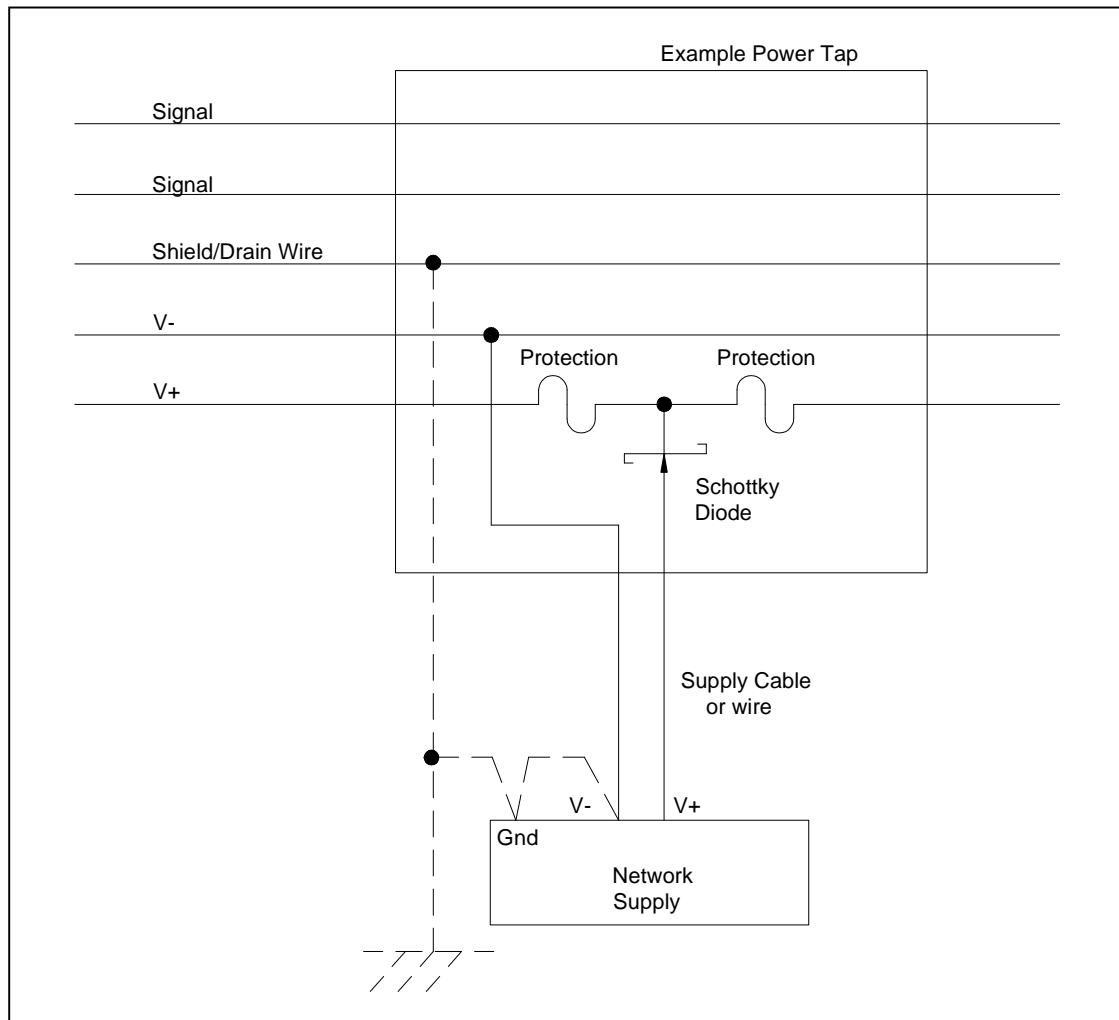 Example Power Tap
Signal
Signal
Shield/Drain Wire
V-
Protection
Protection
V+
Schottky
Diode
Supply Cable
or wire
V-
V+
Gnd
Network
Supply